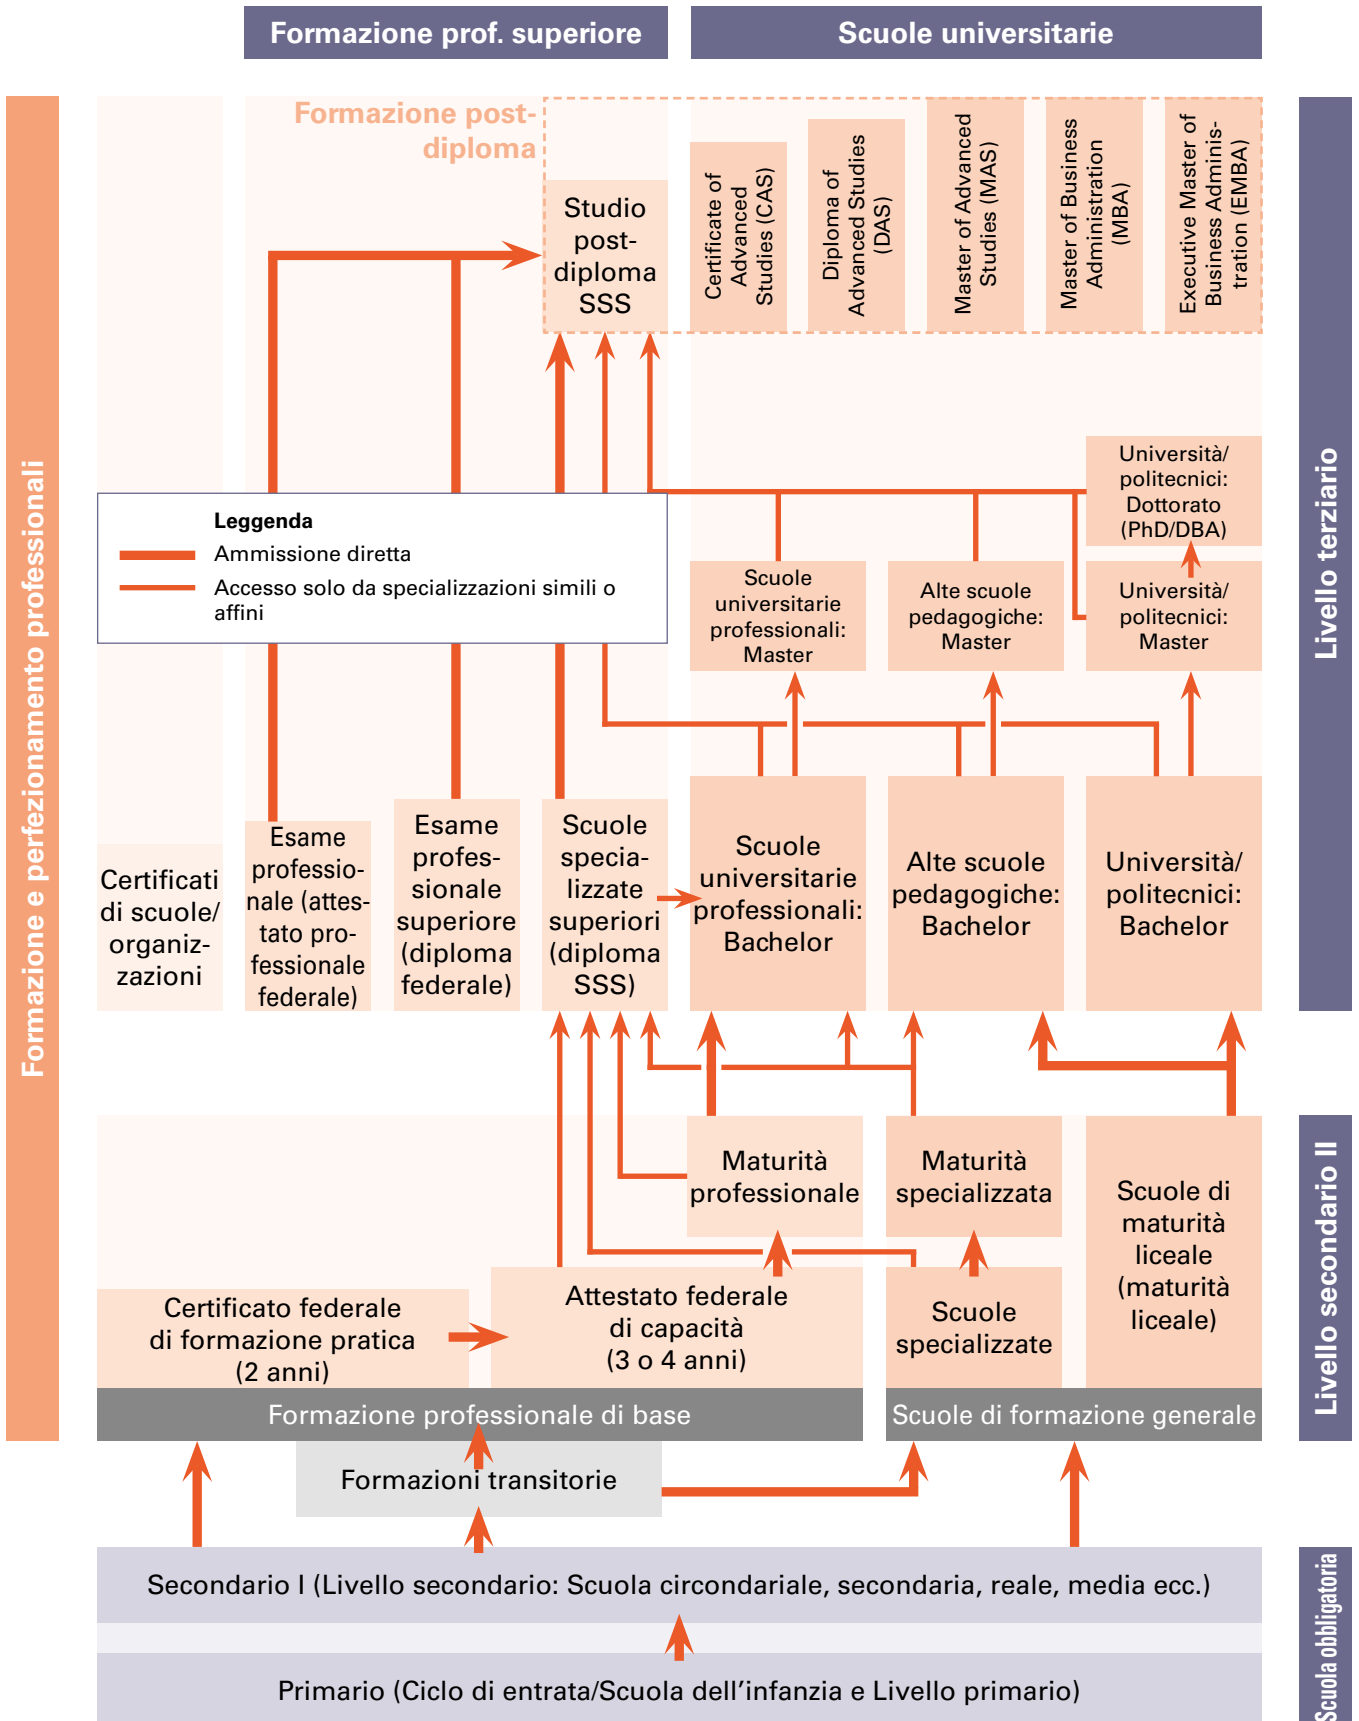 Formazione prof. superiore
Scuole universitarie
Formazione e perfezionamento professionali
Formazione post-
diploma
Studio
post-
diploma
SSS
Certificate of
Advanced
Studies (CAS)
Diploma of
Advanced Studies
(DAS)
Master of Advanced
Studies (MAS)
Master of Business
Administration
(MBA)
Executive Master of
Business Adminis-
tration (EMBA)
Livello terziario
Leggenda
Ammissione diretta
Accesso solo da specializzazioni simili o
affini
Università/
politecnici:
Dottorato
(PhD/DBA)
Scuole
universitarie
professionali:
Master
Alte scuole
pedagogiche:
Master
Università/
politecnici:
Master
Certificati
di scuole/
organiz-
zazioni
Esame
professio-
nale (attes-
tato pro-
fessionale
federale)
Esame
profes-
sionale
superiore
(diploma
federale)
Scuole
specia-
lizzate
superiori
(diploma
SSS)
Scuole
universitarie
professionali:
Bachelor
Alte scuole
pedagogiche:
Bachelor
Università/
politecnici:
Bachelor
Livello secondario II
Maturità
professionale
Maturità
specializzata
Scuole di
maturità
liceale
(maturità
liceale)
Certificato federale
di formazione pratica
(2 anni)
Attestato federale
di capacità
(3 o 4 anni)
Scuole
specializzate
Formazione professionale di base
Scuole di formazione generale
Formazioni transitorie
Secondario I (Livello secondario: Scuola circondariale, secondaria, reale, media ecc.)
Primario (Ciclo di entrata/Scuola dell’infanzia e Livello primario)
Scuola obbligatoria